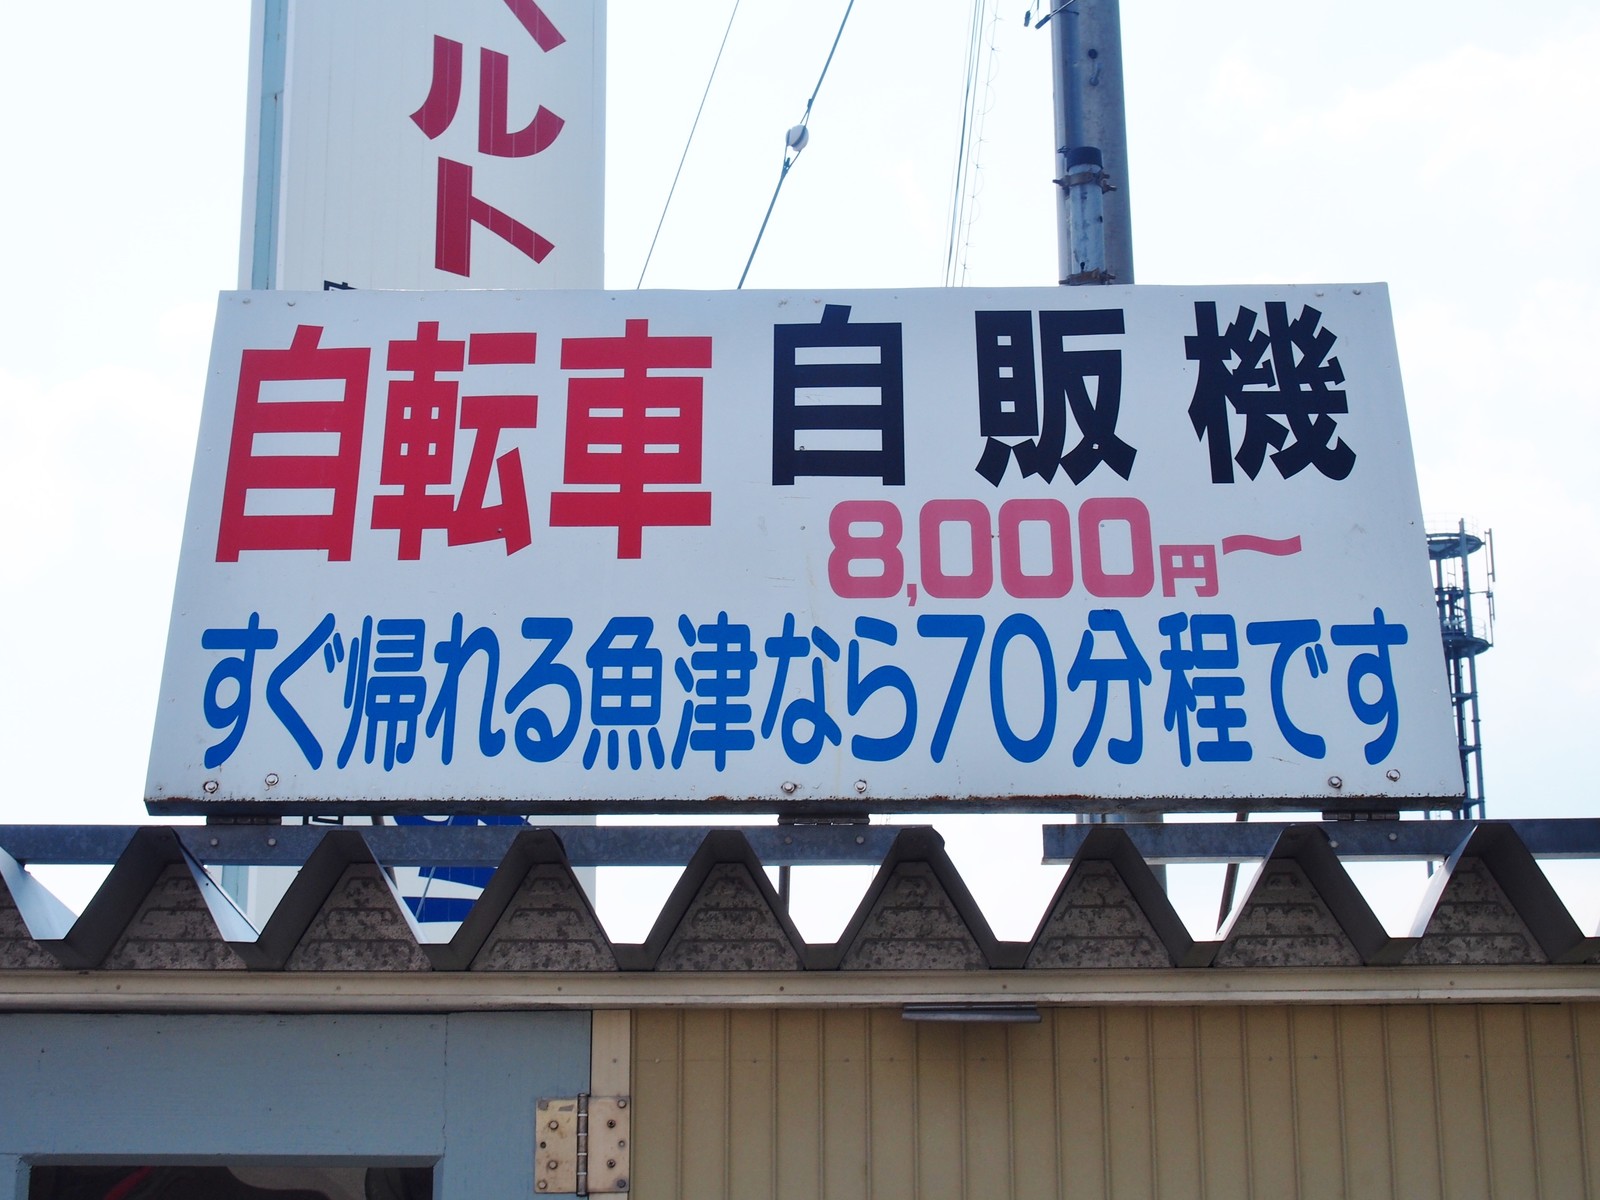 ルト
自転車 自販機
8,000円〜
すぐ帰れる魚津なら70分程です